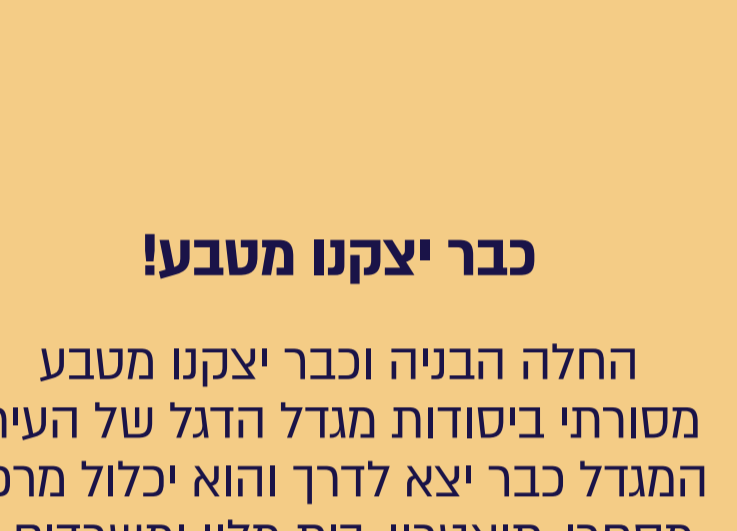 כבר יצקנו מטבע!
החלה הבניה וכבר יצקנו מטבע
מסורתי ביסודות מגדל הדגל של העיר
המגדל כבר יצא לדרך והוא יכלול